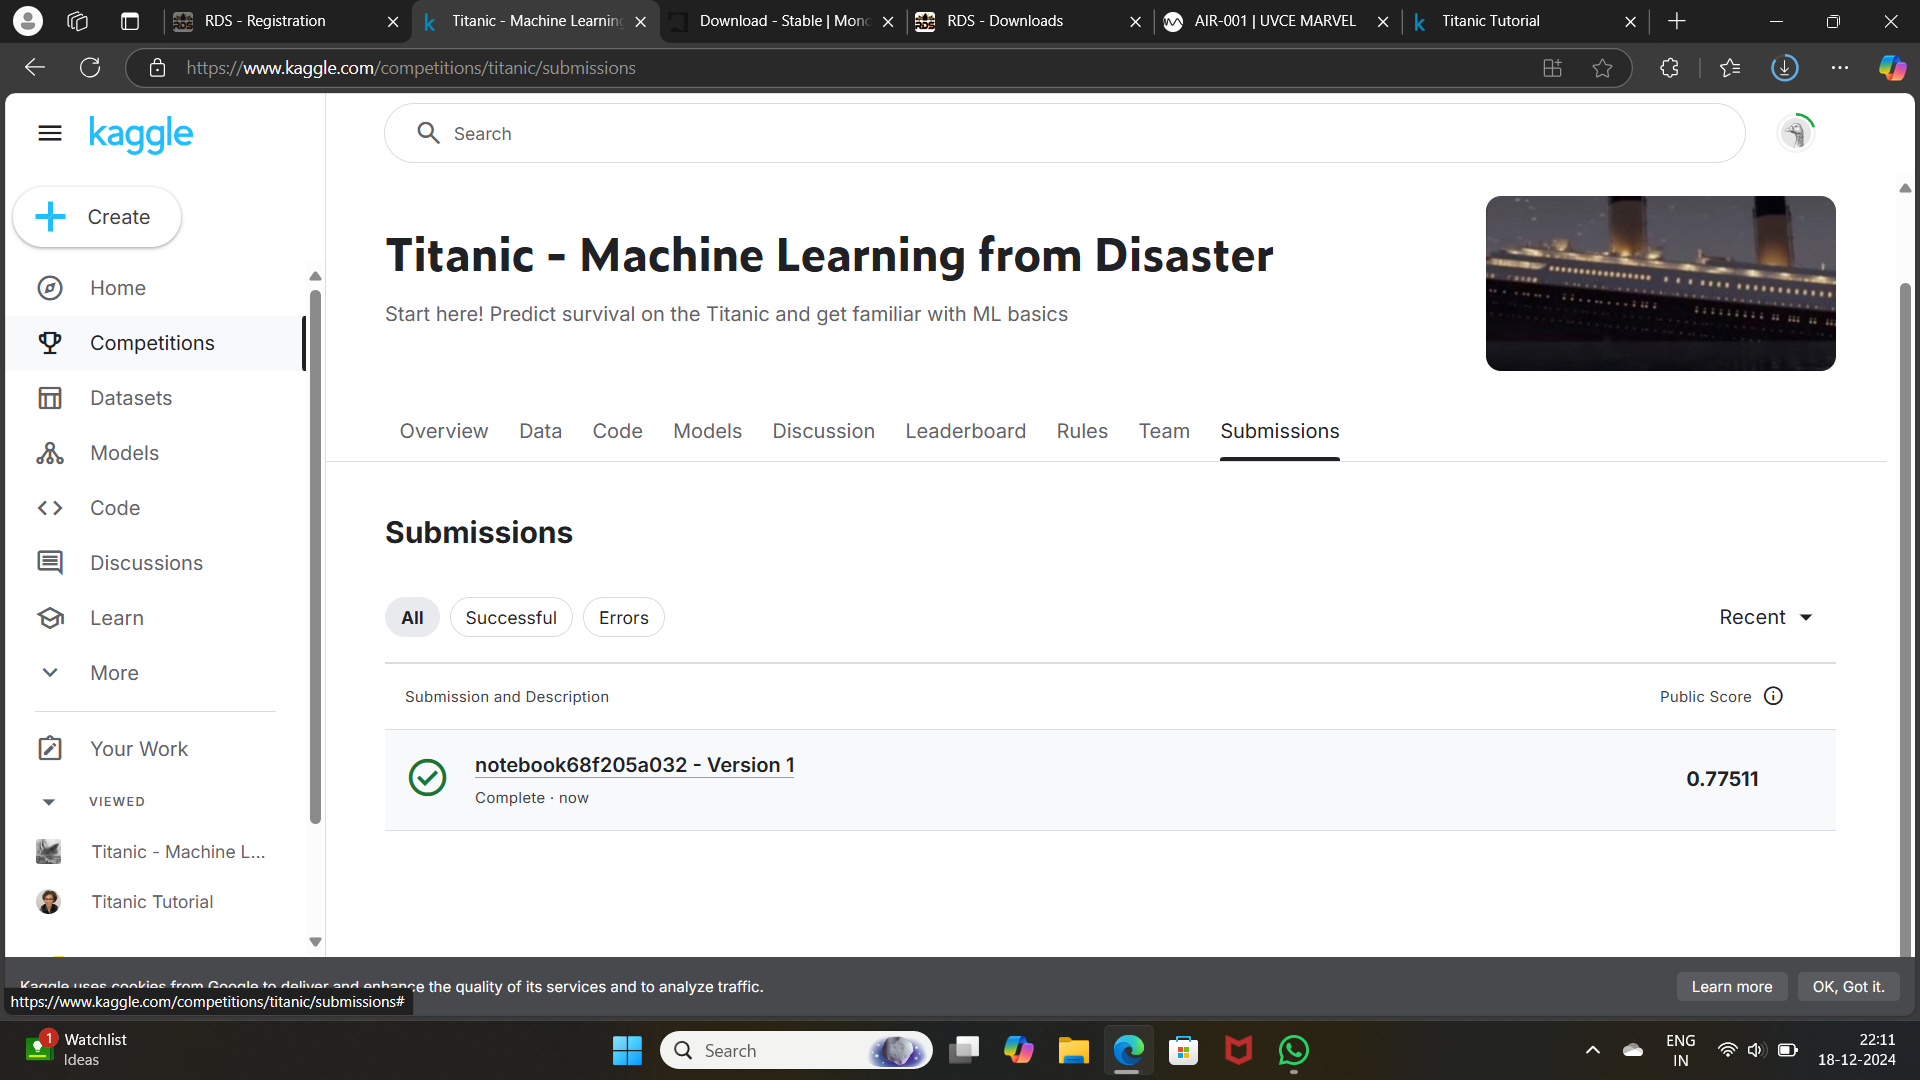 RDS - Registration
Titanic - Machine Learning
Download - Stable | Mono
RDS - Downloads
AIR-001 | UVCE MARVEL
Titanic Tutorial
https://www.kaggle.com/competitions/titanic/submissions
kaggle
Search
Create
Home
Competitions
Datasets
Models
Code
Discussions
Learn
More
Your Work
VIEWED
Titanic - Machine L...
Titanic Tutorial
Titanic - Machine Learning from Disaster
Start here! Predict survival on the Titanic and get familiar with ML basics
Overview Data Code Models Discussion Leaderboard Rules Team Submissions
Submissions
All Successful Errors Recent
Submission and Description Public Score
notebook68f205a032 - Version 1
Complete · now
0.77511
Kaggle uses cookies from Google to deliver and enhance the quality of its services and to analyze traffic.
Learn more OK, Got it.
https://www.kaggle.com/competitions/titanic/submissions#
1
Watchlist
Ideas
Search
ENG
IN
22:11
18-12-2024